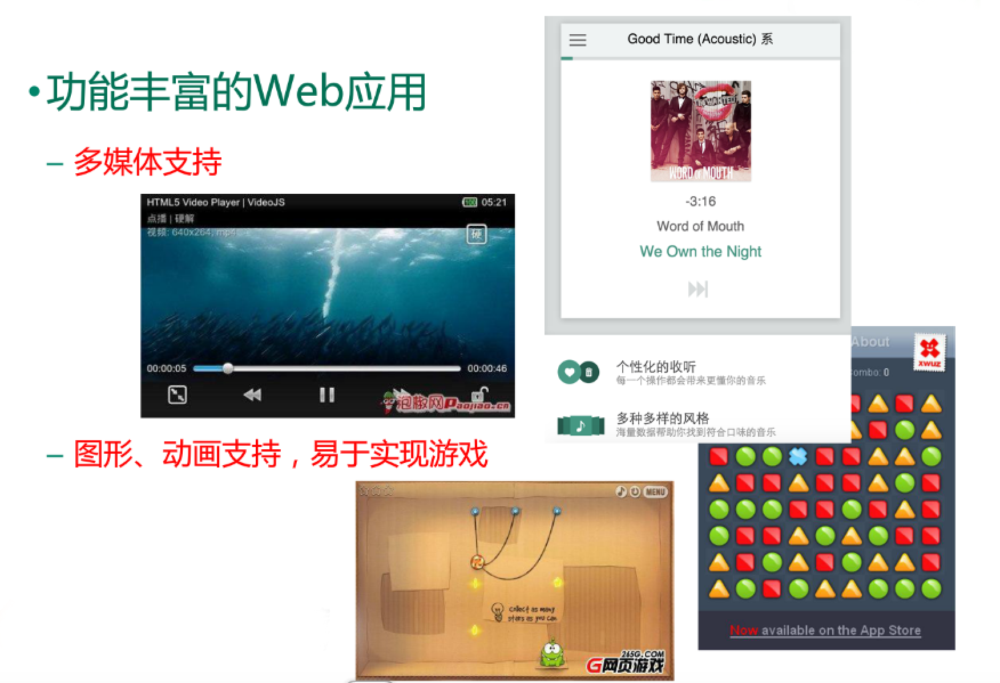 •功能丰富的Web应用
– 多媒体支持
HTML5 Video Player | VideoJS
05:21
点播 | 硬解
视频: 640x264, mp4
硬
00:00:05
00:00:46
泡椒网Paojiao.cn
– 图形、动画支持，易于实现游戏
MENU
collect as many
stars as you can
265G.COM
G网页游戏
Good Time (Acoustic) 系
THE WANTED
WORD OF MOUTH
-3:16
Word of Mouth
We Own the Night
个性化的收听
每一个操作都会带来更懂你的音乐
多种多样的风格
海量数据帮助你找到符合口味的音乐
About
XWUZ
ombo: 0
Now available on the App Store